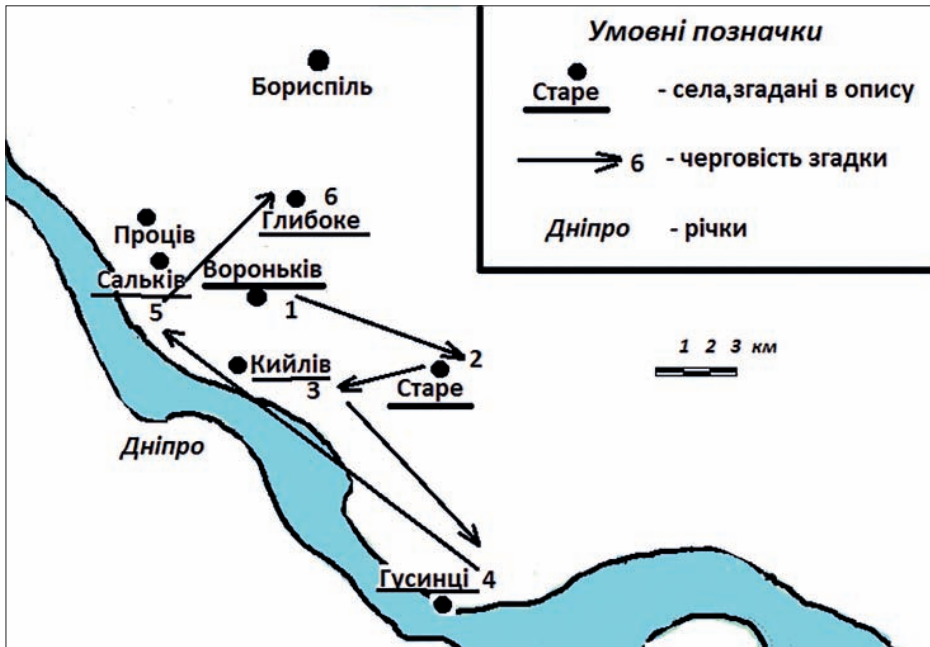 Умовні позначки
Бориспіль
Старе
- села,згадані в опису
6
- черговість згадки
6
Глибоке
Проців
Дніпро
- річки
Сальків
Вороньків
5
1
1 2 3 км
2
Кийлів
3
Старе
Дніпро
Гусинці 4